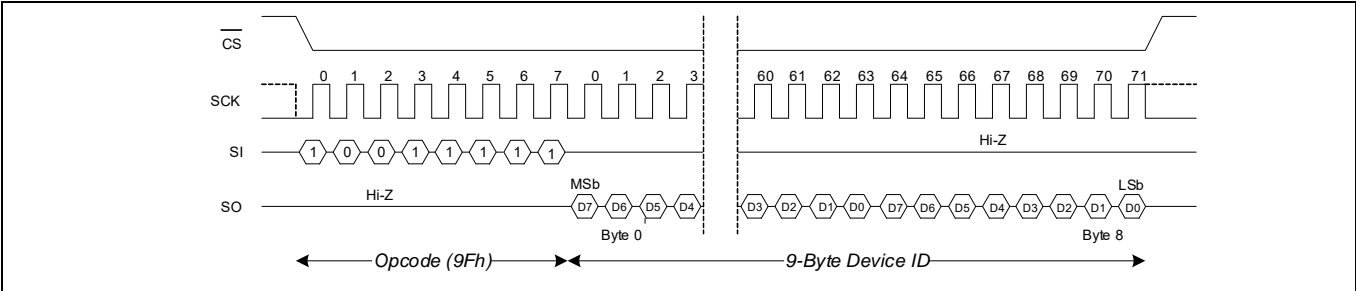 CS
0 1 2 3 4 5 6 7 0 1 2 3 60 61 62 63 64 65 66 67 68 69 70 71
SCK
Hi-Z
SI 1 0 0 1 1 1 1 1
MSb LSb
Hi-Z
SO D7 D6 D5 D4 D3 D2 D1 D0 D7 D6 D5 D4 D3 D2 D1 D0
Byte 0 Byte 8
Opcode (9Fh) 9-Byte Device ID